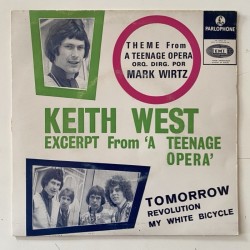 THEME From
A TEENAGE OPERA
ORQ. DIRG. POR
MARK WIRTZ
PARLOPHONE
EMI
KEITH WEST
EXCERPT From 'A TEENAGE
OPERA'
TOMORROW
REVOLUTION
MY WHITE BICYCLE